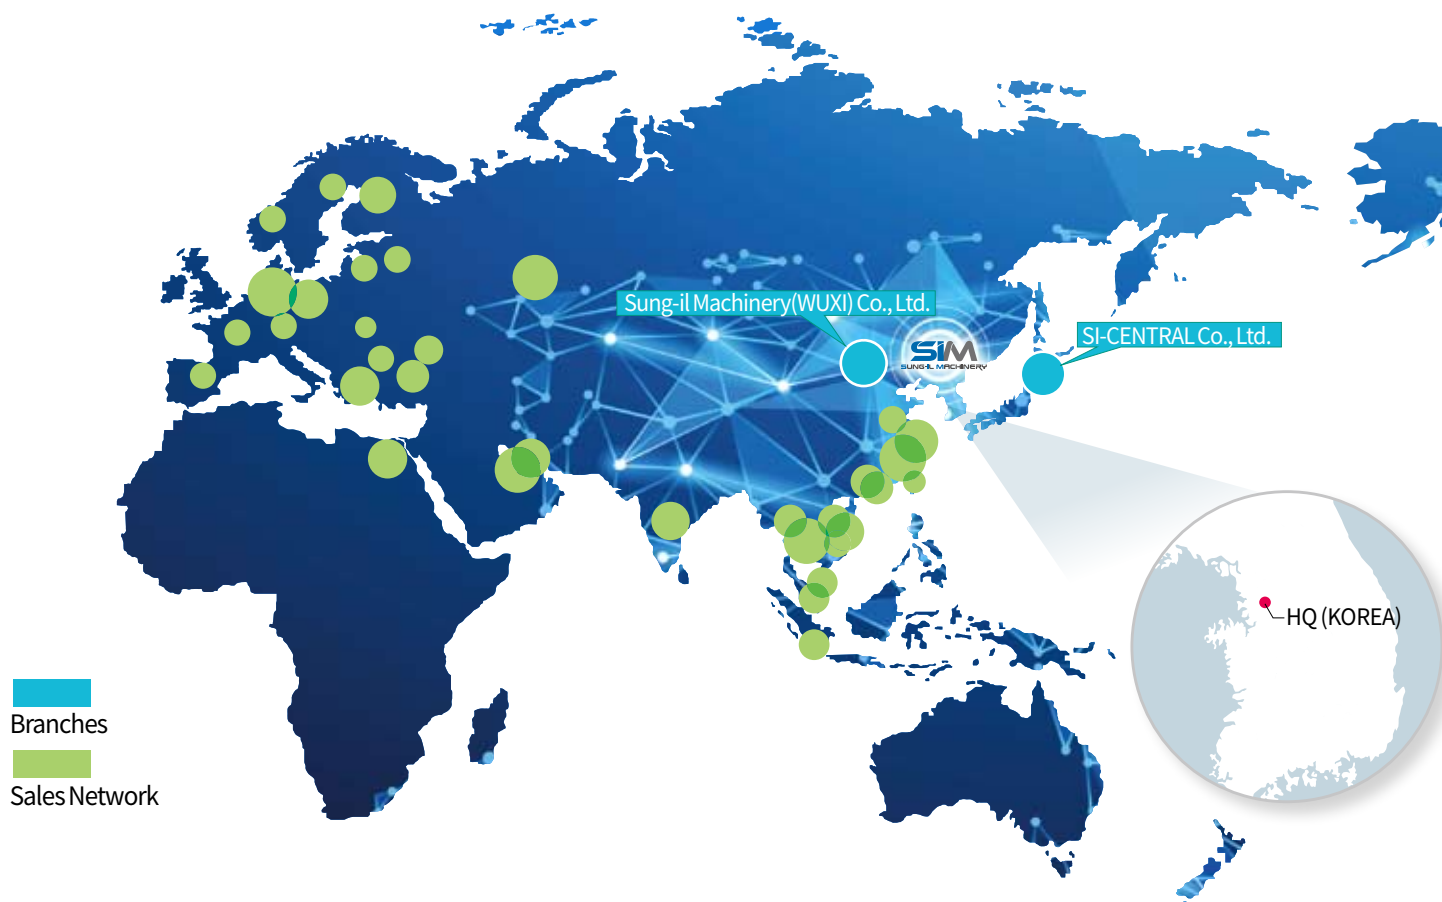 Sung-il Machinery(WUXI) Co., Ltd.
SI-CENTRAL Co., Ltd.
SIM
SUNG-IL MACHINERY
HQ (KOREA)
Branches
Sales Network